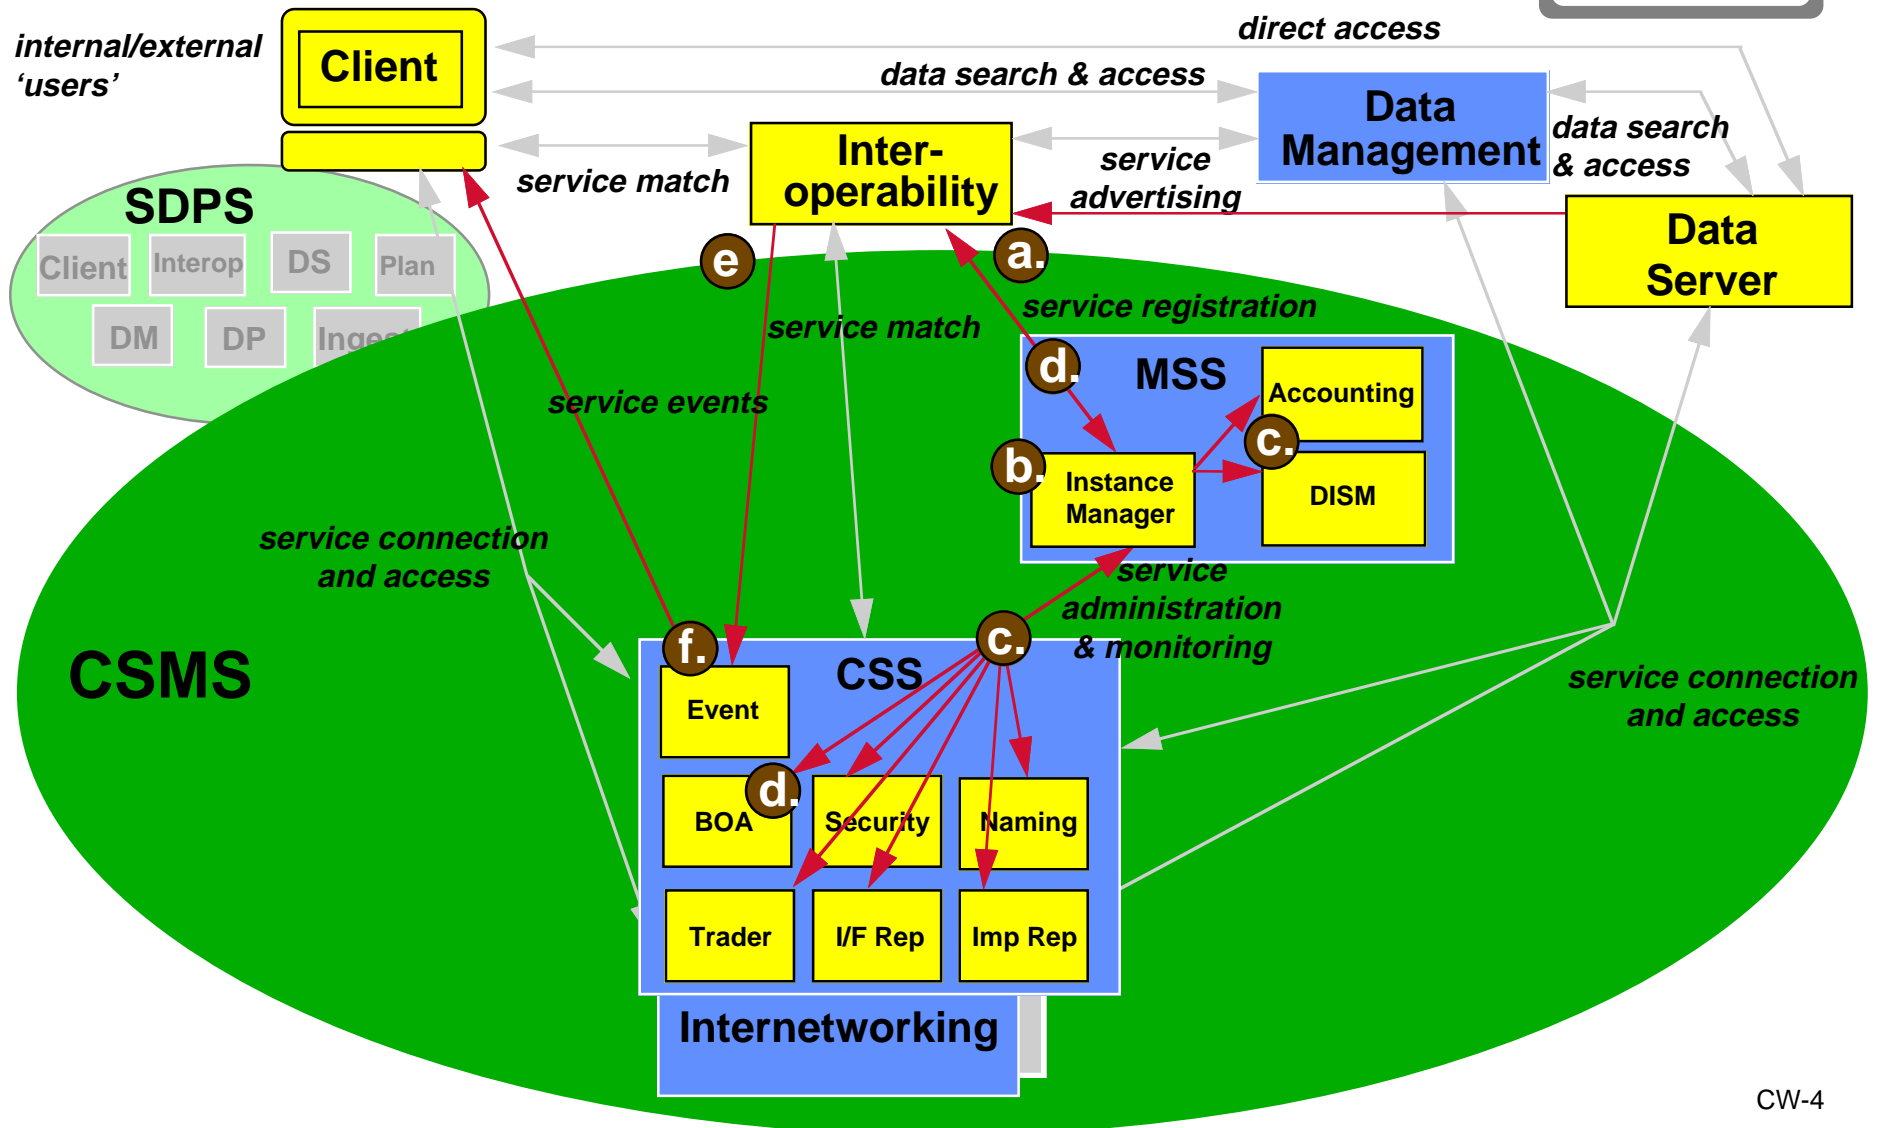 internal/external
‘users’
Client
direct access
data search & access
Data
Management
data search
& access
service match
Inter-
operability
service
advertising
Data
Server
SDPS
Client
Interop
DS
Plan
DM
DP
Ingest
e
a.
service registration
service match
service events
d.
MSS
Accounting
c.
b.
Instance
Manager
DISM
service connection
and access
service
administration
& monitoring
CSMS
f.
c.
CSS
Event
service connection
and access
d.
BOA
Security
Naming
Trader
I/F Rep
Imp Rep
Internetworking
CW-4